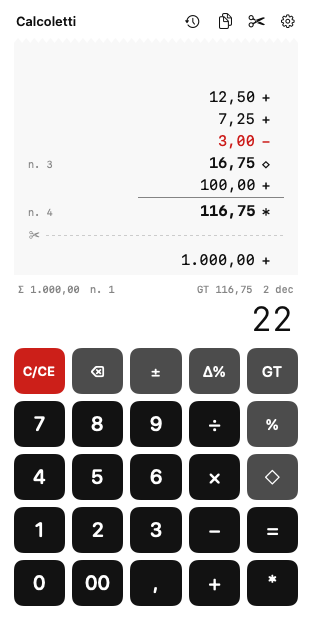 Calcoletti
12,50 +
7,25 +
3,00 −
n. 3 16,75 ◇
100,00 +
n. 4 116,75 *
1.000,00 +
Σ 1.000,00 n. 1 GT 116,75 2 dec
22
C/CE ⌫ ± Δ% GT
7 8 9 ÷ %
4 5 6 × ◇
1 2 3 − =
0 00 , + *